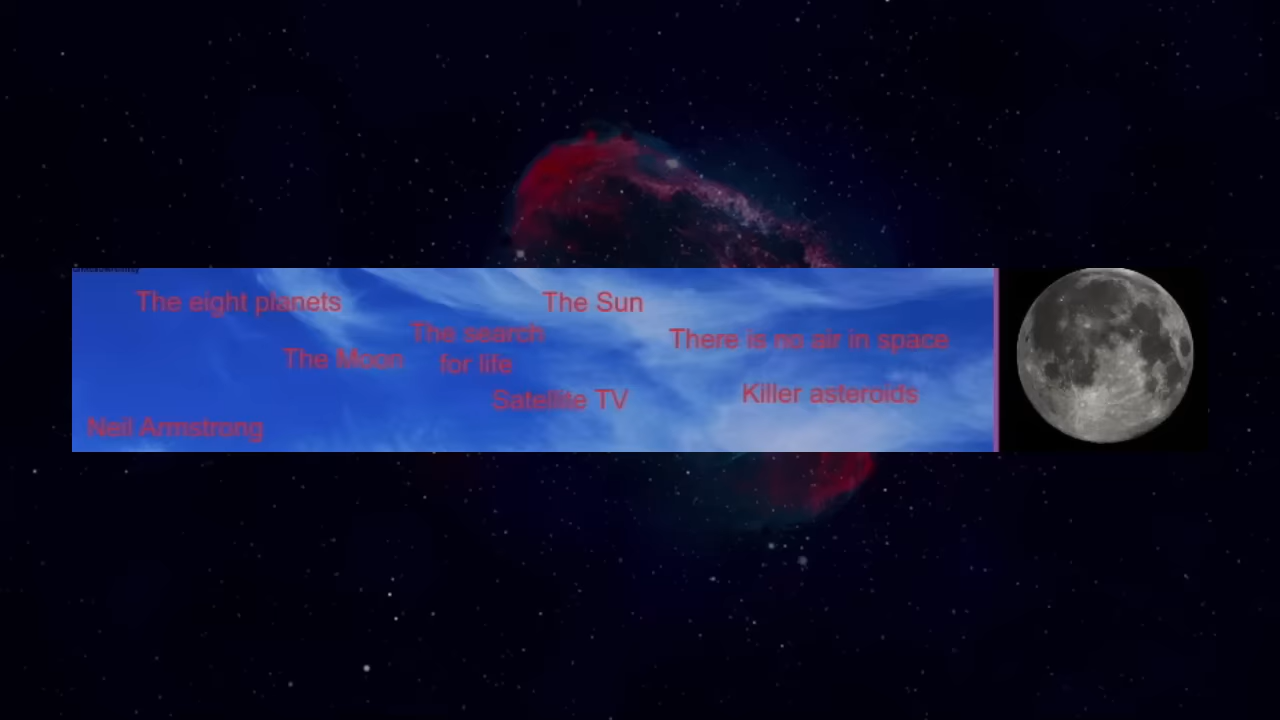 The eight planets
The Sun
The search
for life
There is no air in space
The Moon
Killer asteroids
Satellite TV
Neil Armstrong